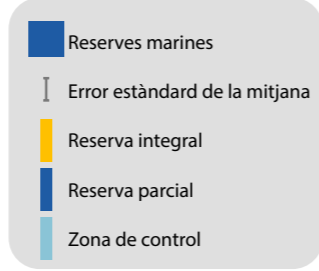 Reserves marines
Error estàndard de la mitjana
Reserva integral
Reserva parcial
Zona de control